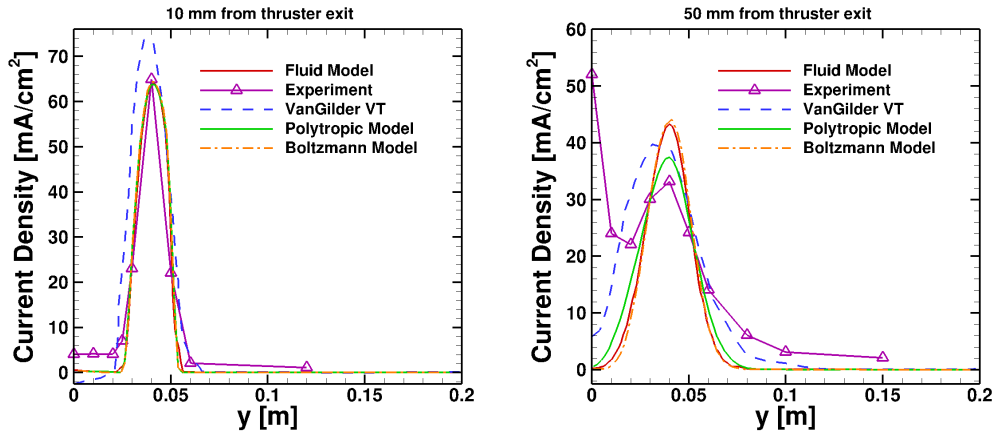 10 mm from thruster exit
Current Density [mA/cm²]
70
60
50
40
30
20
10
0
Fluid Model
Experiment
VanGilder VT
Polytropic Model
Boltzmann Model
0
0.05
0.1
0.15
0.2
y [m]
50 mm from thruster exit
Current Density [mA/cm²]
60
50
40
30
20
10
0
Fluid Model
Experiment
VanGilder VT
Polytropic Model
Boltzmann Model
0
0.05
0.1
0.15
0.2
y [m]